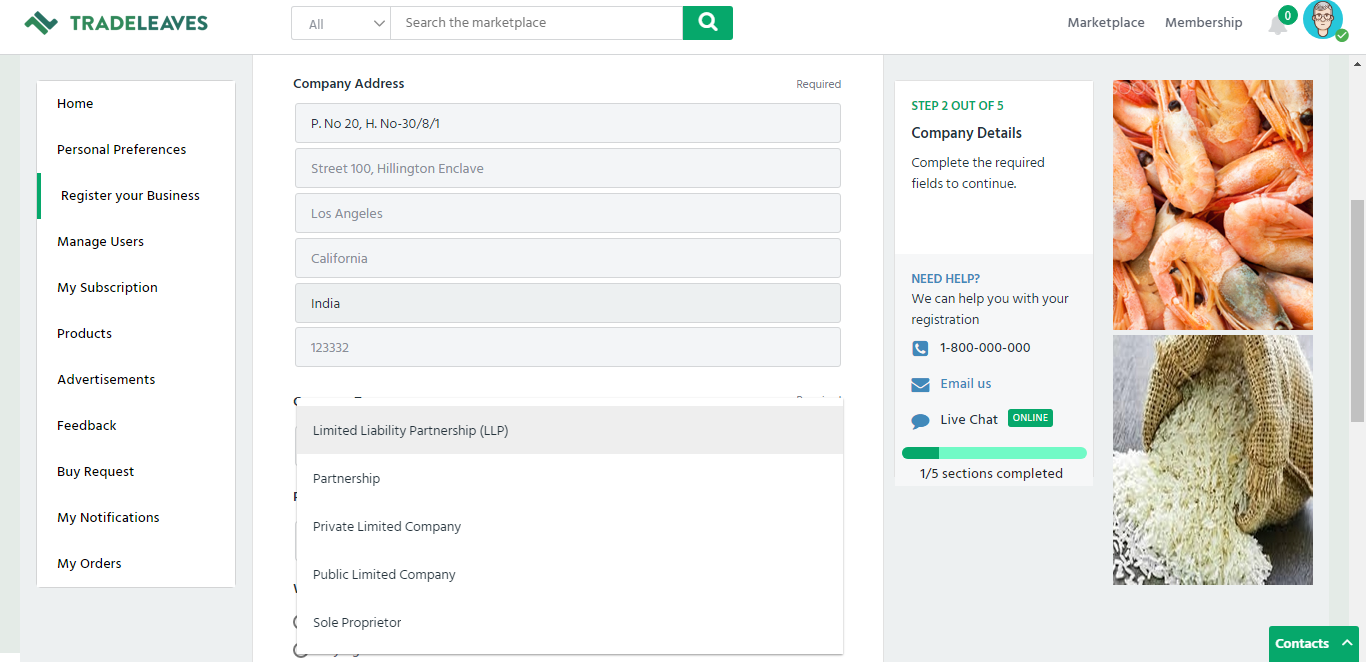 TRADELEAVES
All
Search the marketplace
Marketplace
Membership
0
Home
Personal Preferences
Register your Business
Manage Users
My Subscription
Products
Advertisements
Feedback
Buy Request
My Notifications
My Orders
Company Address
Required
P. No 20, H. No-30/8/1
Street 100, Hillington Enclave
Los Angeles
California
India
123332
Limited Liability Partnership (LLP)
Partnership
Private Limited Company
Public Limited Company
Sole Proprietor
STEP 2 OUT OF 5
Company Details
Complete the required
fields to continue.
NEED HELP?
We can help you with your
registration
1-800-000-000
Email us
Live Chat ONLINE
1/5 sections completed
Contacts